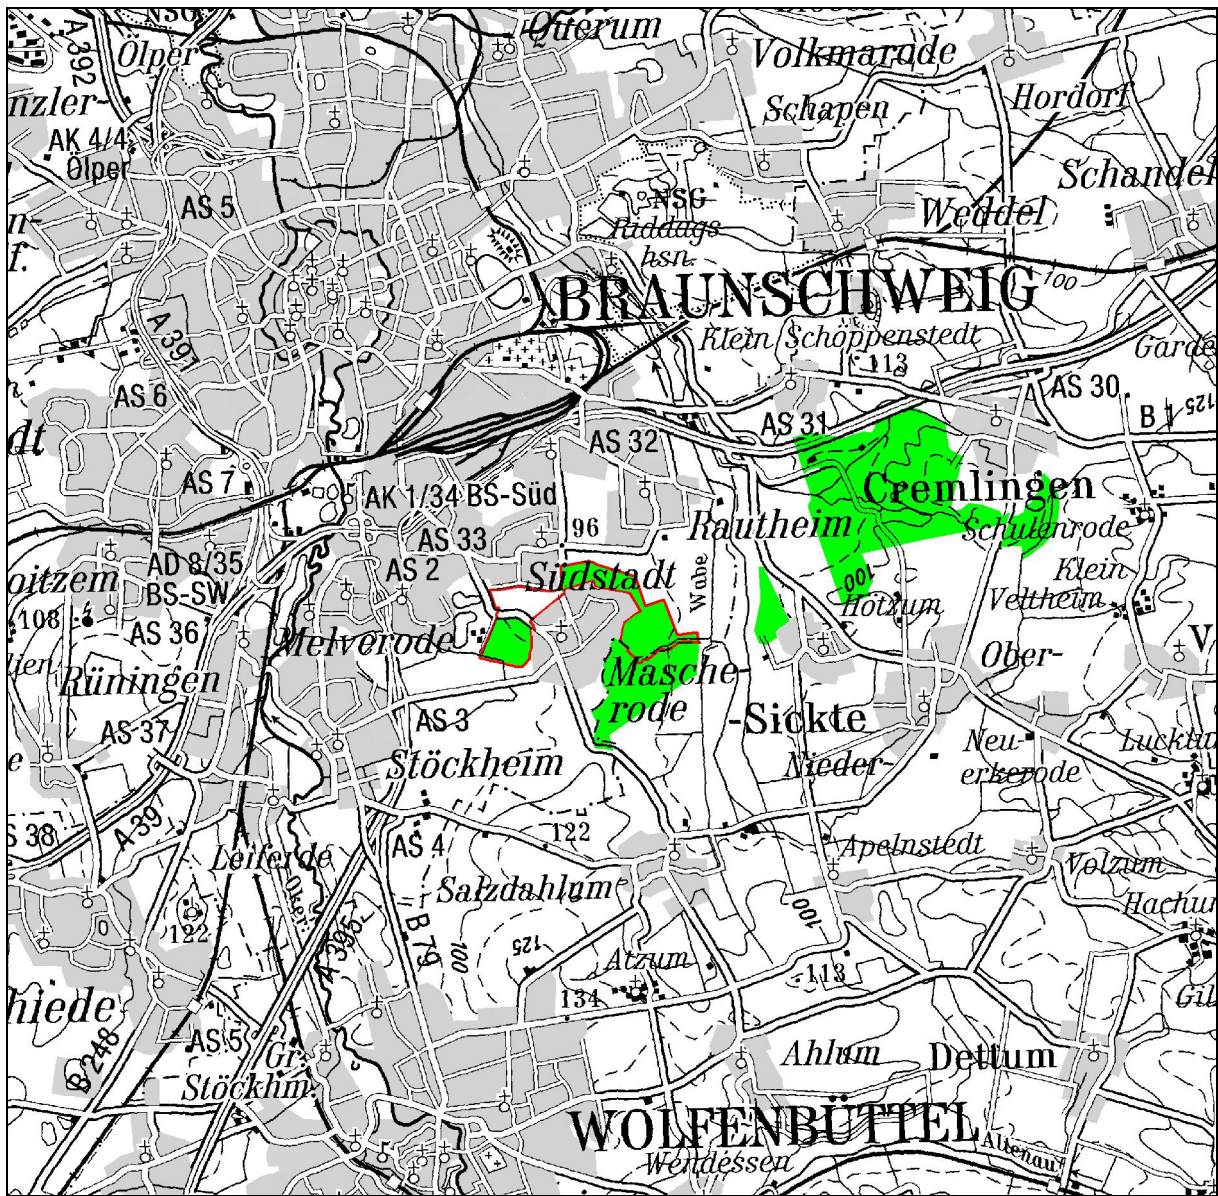 NSG
A 392
Ölper
Querum
Volkmarode
Schapen
Hordorf
nzler-
AK 4/4
Ölper
Schandel
AS 5
NSG
Riddags
hsn.
Weddel
n-
f.
BRAUNSCHWEIG
100
A 391
Klein Schöppenstedt
113
Garde
AS 6
AS 30
125
B 1
AS 31
AS 32
dt
AS 7
AK 1/34 BS-Süd
Cremlingen
96
Rautheim
Schulenrode
AS 33
AD 8/35
BS-SW
AS 2
Südstadt
Wabe
100
Klein
Veltheim
oitzem
108
AS 36
Hötzum
Melverode
V
lien
Rüningen
Masche-
rode
Ober-
AS 37
AS 3
-Sickte
Stöckheim
Nieder-
Neu-
erkerode
Lucklu
e
S 38
A 39
122
AS 4
Leiferde
Apelnstedt
Volzum
Salzdahlum
Oker
Hachur
122
A 395
B 79
100
125
100
Atzum
113
134
hiede
Gil
B 248
AS 5
Gr.
Stöckhm.
Ahlum
Dettum
WOLFENBÜTTEL
Wendessen
Altenau